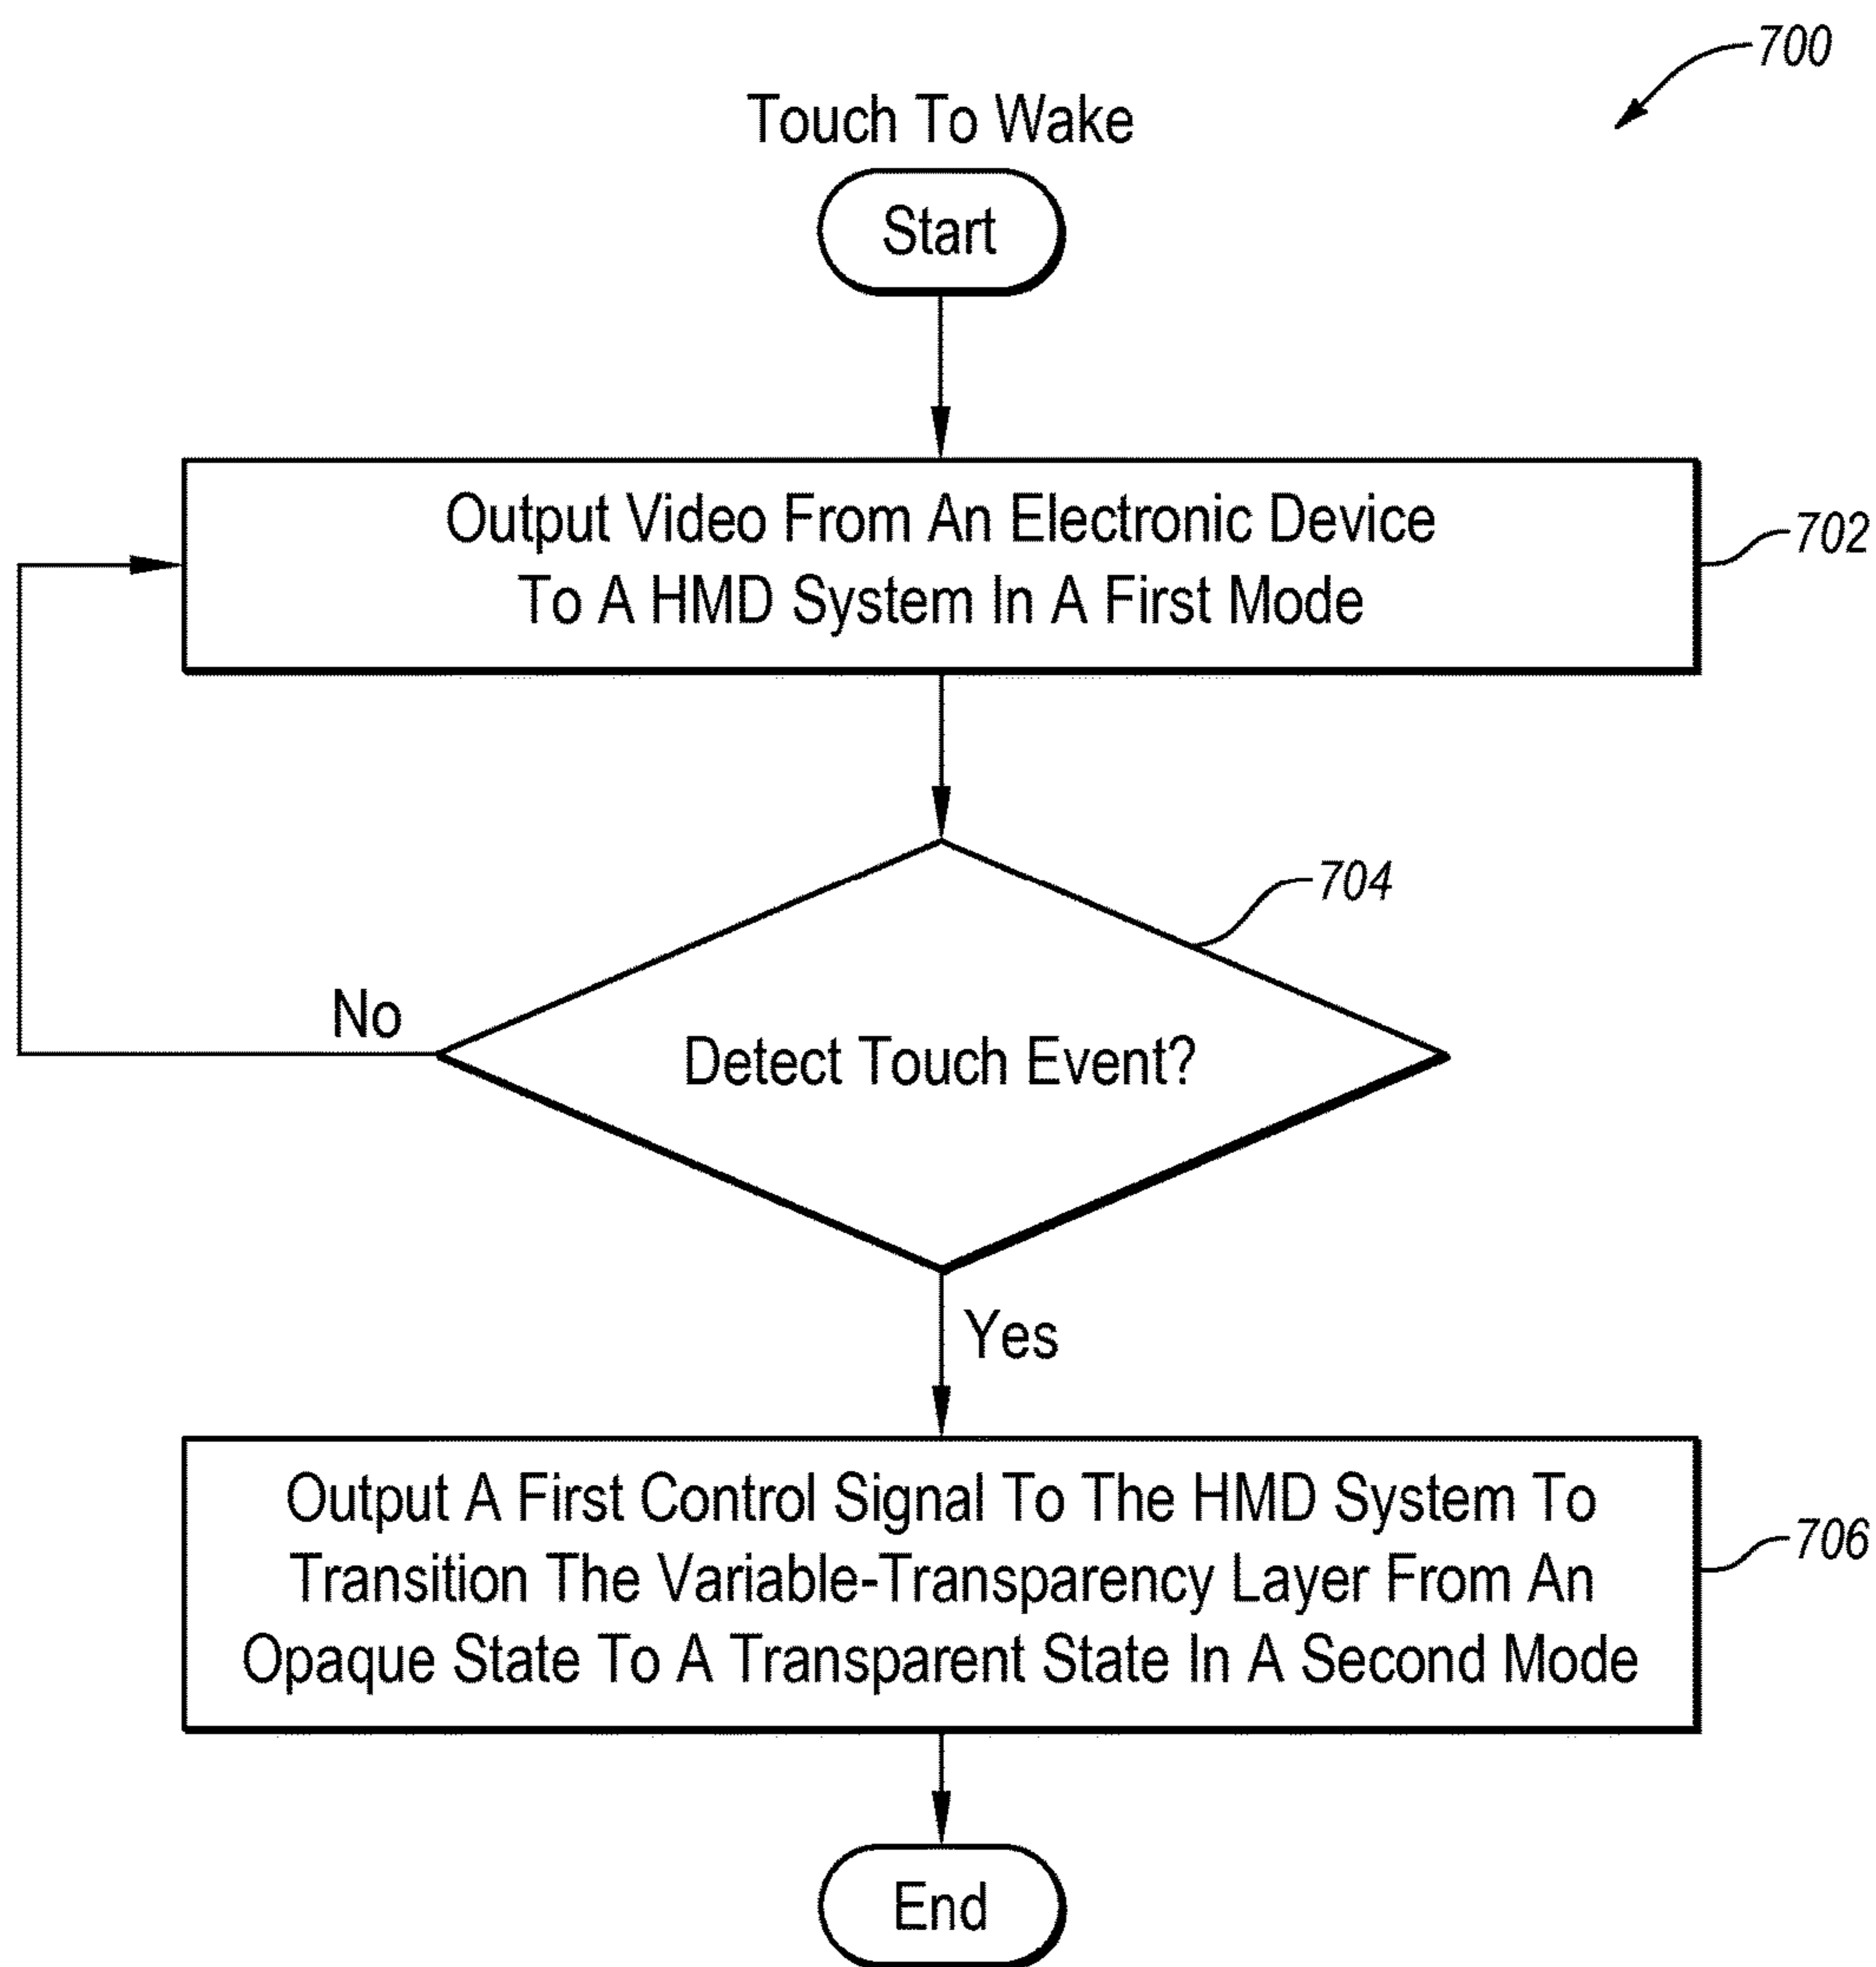 700
Touch To Wake
Start
Output Video From An Electronic Device
To A HMD System In A First Mode
702
704
No
Detect Touch Event?
Yes
Output A First Control Signal To The HMD System To
Transition The Variable-Transparency Layer From An
Opaque State To A Transparent State In A Second Mode
706
End